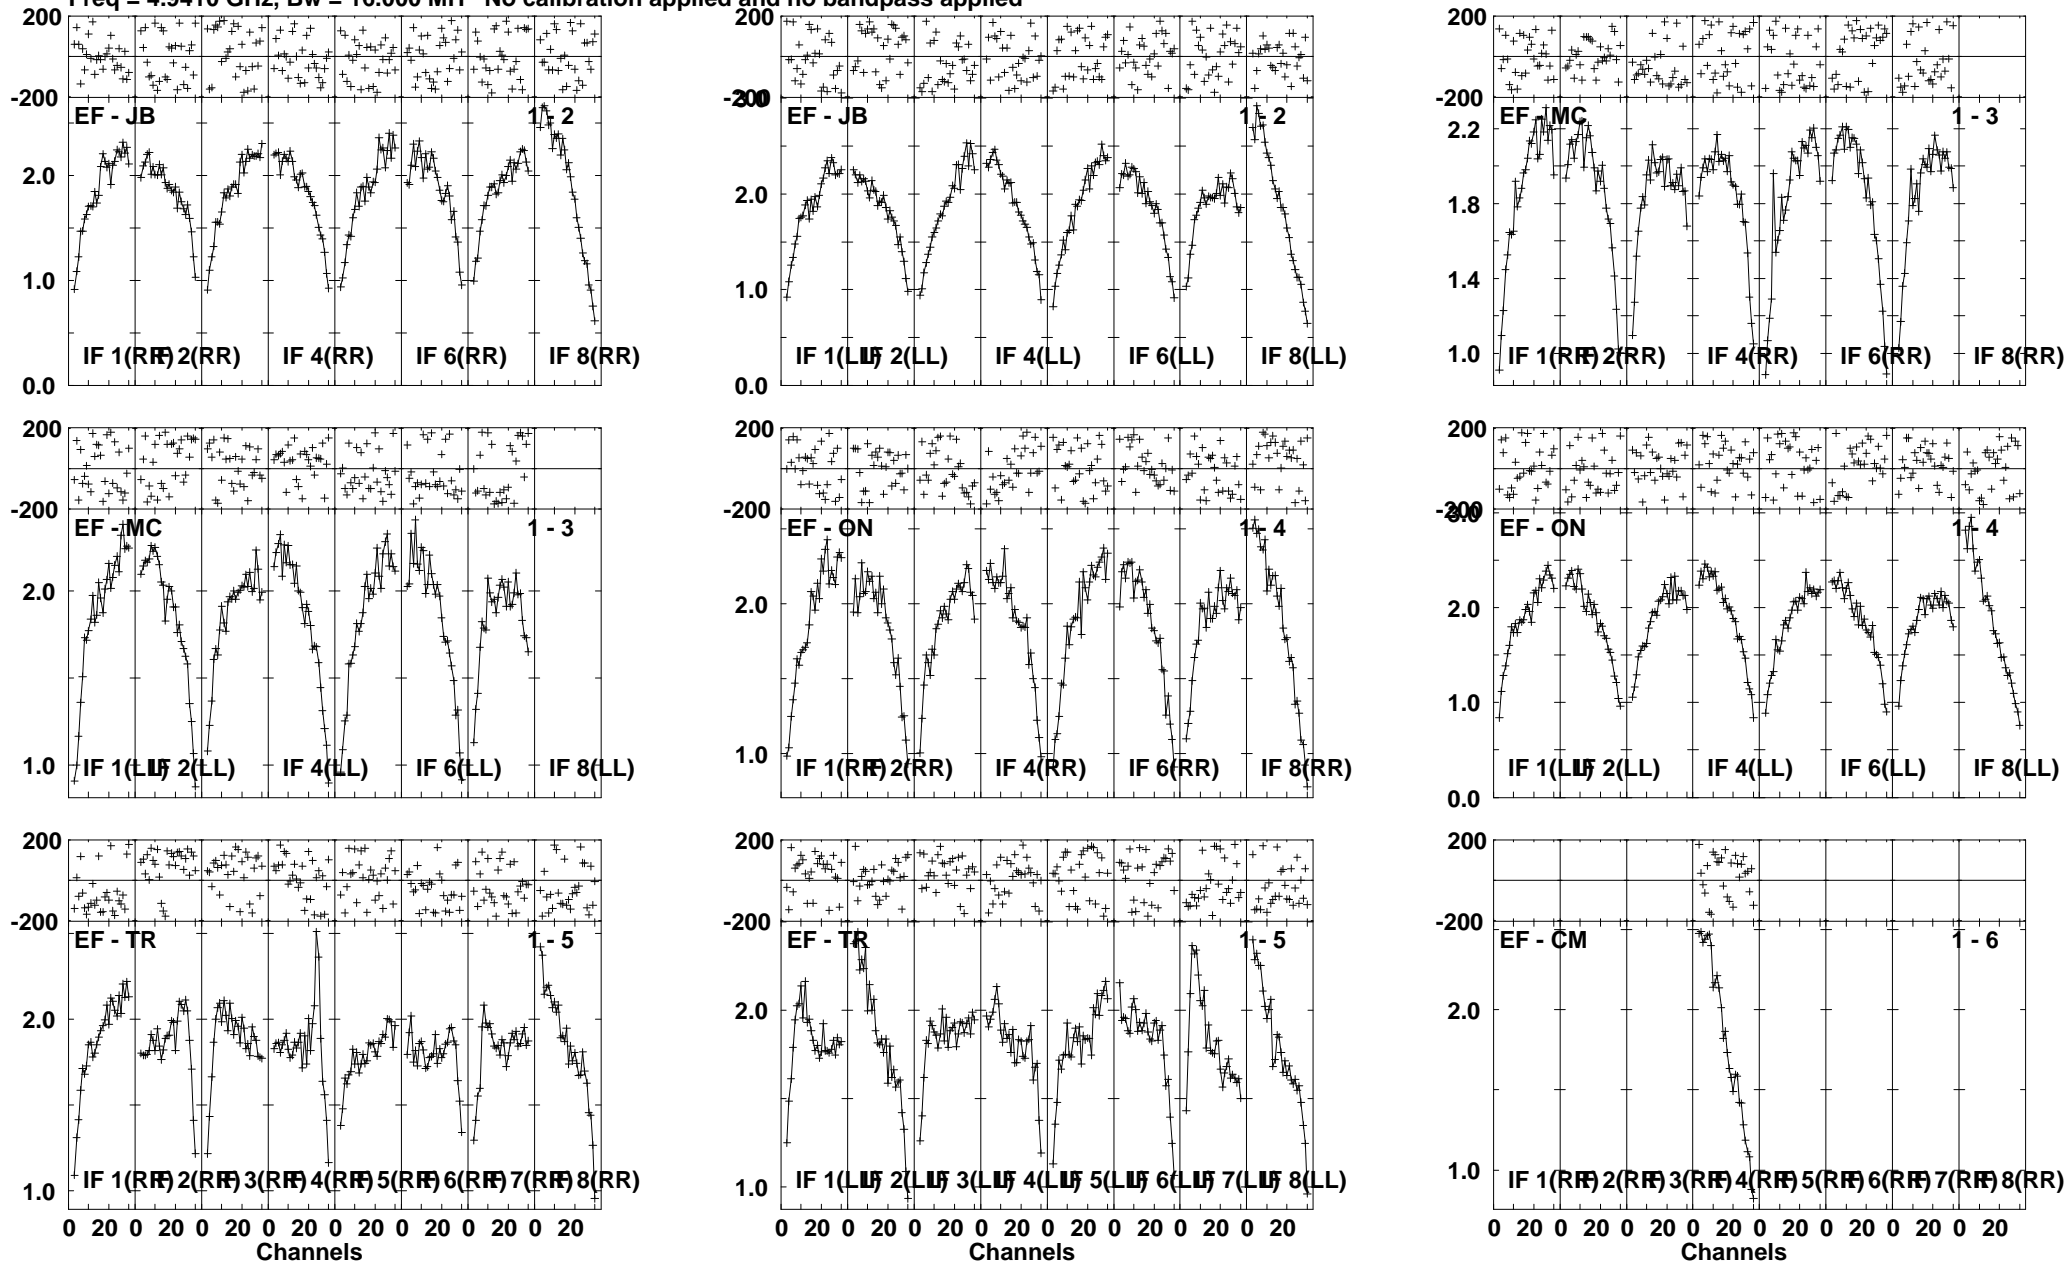 Freq = 4.9410 GHz, Bw = 16.000 MH No calibration applied and no bandpass applied
200 200 200
-200 -200 -200
EF - JB 1 - 2 EF - JB 1 - 2 EF - MC 1 - 3
3.0
2.0 2.0 2.2
1.8
1.0 1.0 1.4
1.0
0.0 0.0
IF 1(RR) IF 2(RR) IF 4(RR) IF 6(RR) IF 8(RR) IF 1(LL) IF 2(LL) IF 4(LL) IF 6(LL) IF 8(LL) IF 1(RR) IF 2(RR) IF 4(RR) IF 6(RR) IF 8(RR)
200 200 200
-200 -200 -200
EF - MC 1 - 3 EF - ON 1 - 4 EF - ON 1 - 4
3.0
2.0 2.0 2.0
1.0 1.0 1.0
0.0
IF 1(LL) IF 2(LL) IF 4(LL) IF 6(LL) IF 8(LL) IF 1(RR) IF 2(RR) IF 4(RR) IF 6(RR) IF 8(RR) IF 1(LL) IF 2(LL) IF 4(LL) IF 6(LL) IF 8(LL)
200 200 200
-200 -200 -200
EF - TR 1 - 5 EF - TR 1 - 5 EF - CM 1 - 6
2.0 2.0 2.0
1.0 1.0 1.0
IF 1(RR) IF 2(RR) IF 3(RR) IF 4(RR) IF 5(RR) IF 6(RR) IF 7(RR) IF 8(RR) IF 1(LL) IF 2(LL) IF 3(LL) IF 4(LL) IF 5(LL) IF 6(LL) IF 7(LL) IF 8(LL) IF 1(RR) IF 2(RR) IF 3(RR) IF 4(RR) IF 5(RR) IF 6(RR) IF 7(RR) IF 8(RR)
0 20 0 20 0 20 0 20 0 20 0 20 0 20 0 20 0 20 0 20 0 20 0 20 0 20 0 20 0 20 0 20 0 20 0 20 0 20 0 20 0 20 0 20 0 20 0 20
Channels Channels Channels